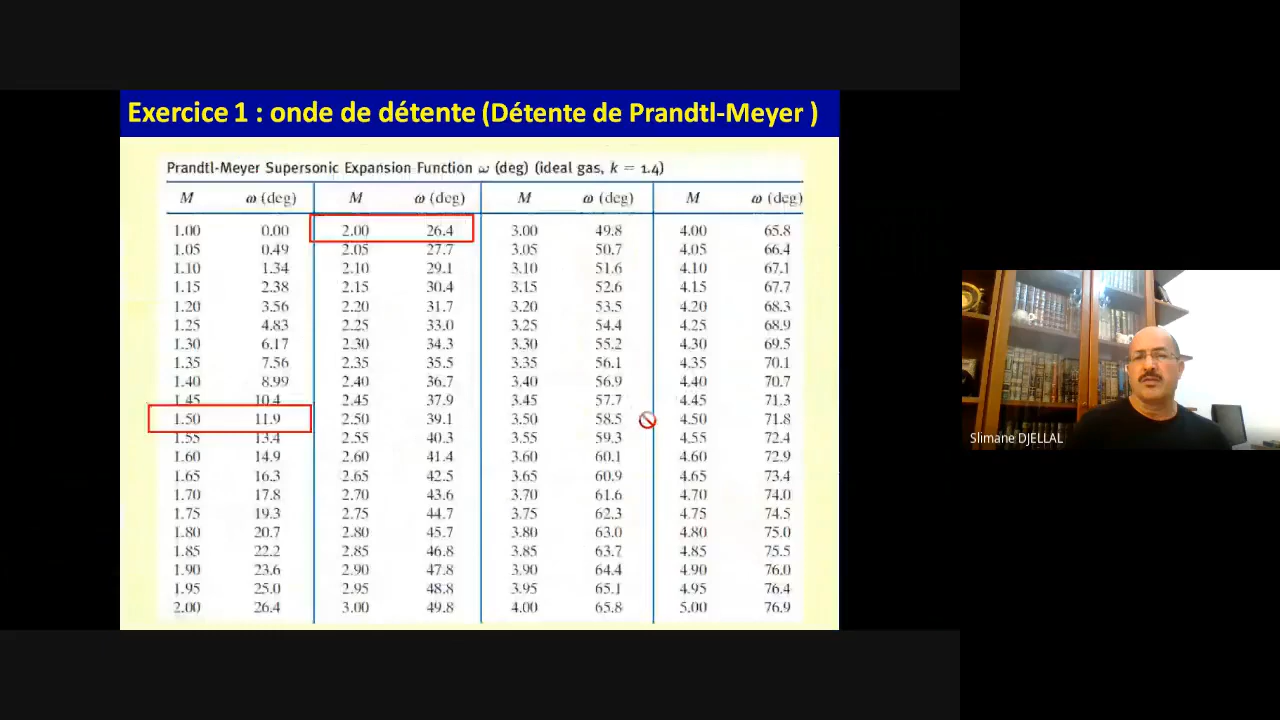 Exercice 1 : onde de détente (Détente de Prandtl-Meyer )
Prandtl-Meyer Supersonic Expansion Function ω (deg) (ideal gas, k = 1.4)
M ω (deg) M ω (deg) M ω (deg) M ω (deg)
1.00 0.00 2.00 26.4 3.00 49.8 4.00 65.8
1.05 0.49 2.05 27.7 3.05 50.7 4.05 66.4
1.10 1.34 2.10 29.1 3.10 51.6 4.10 67.1
1.15 2.38 2.15 30.4 3.15 52.6 4.15 67.7
1.20 3.56 2.20 31.7 3.20 53.5 4.20 68.3
1.25 4.83 2.25 33.0 3.25 54.4 4.25 68.9
1.30 6.17 2.30 34.3 3.30 55.2 4.30 69.5
1.35 7.56 2.35 35.5 3.35 56.1 4.35 70.1
1.40 8.99 2.40 36.7 3.40 56.9 4.40 70.7
1.45 10.4 2.45 37.9 3.45 57.7 4.45 71.3
1.50 11.9 2.50 39.1 3.50 58.5 4.50 71.8
1.55 13.4 2.55 40.3 3.55 59.3 4.55 72.4
1.60 14.9 2.60 41.4 3.60 60.1 4.60 72.9
1.65 16.3 2.65 42.5 3.65 60.9 4.65 73.4
1.70 17.8 2.70 43.6 3.70 61.6 4.70 74.0
1.75 19.3 2.75 44.7 3.75 62.3 4.75 74.5
1.80 20.7 2.80 45.7 3.80 63.0 4.80 75.0
1.85 22.2 2.85 46.8 3.85 63.7 4.85 75.5
1.90 23.6 2.90 47.8 3.90 64.4 4.90 76.0
1.95 25.0 2.95 48.8 3.95 65.1 4.95 76.4
2.00 26.4 3.00 49.8 4.00 65.8 5.00 76.9
Slimane DJELLAL